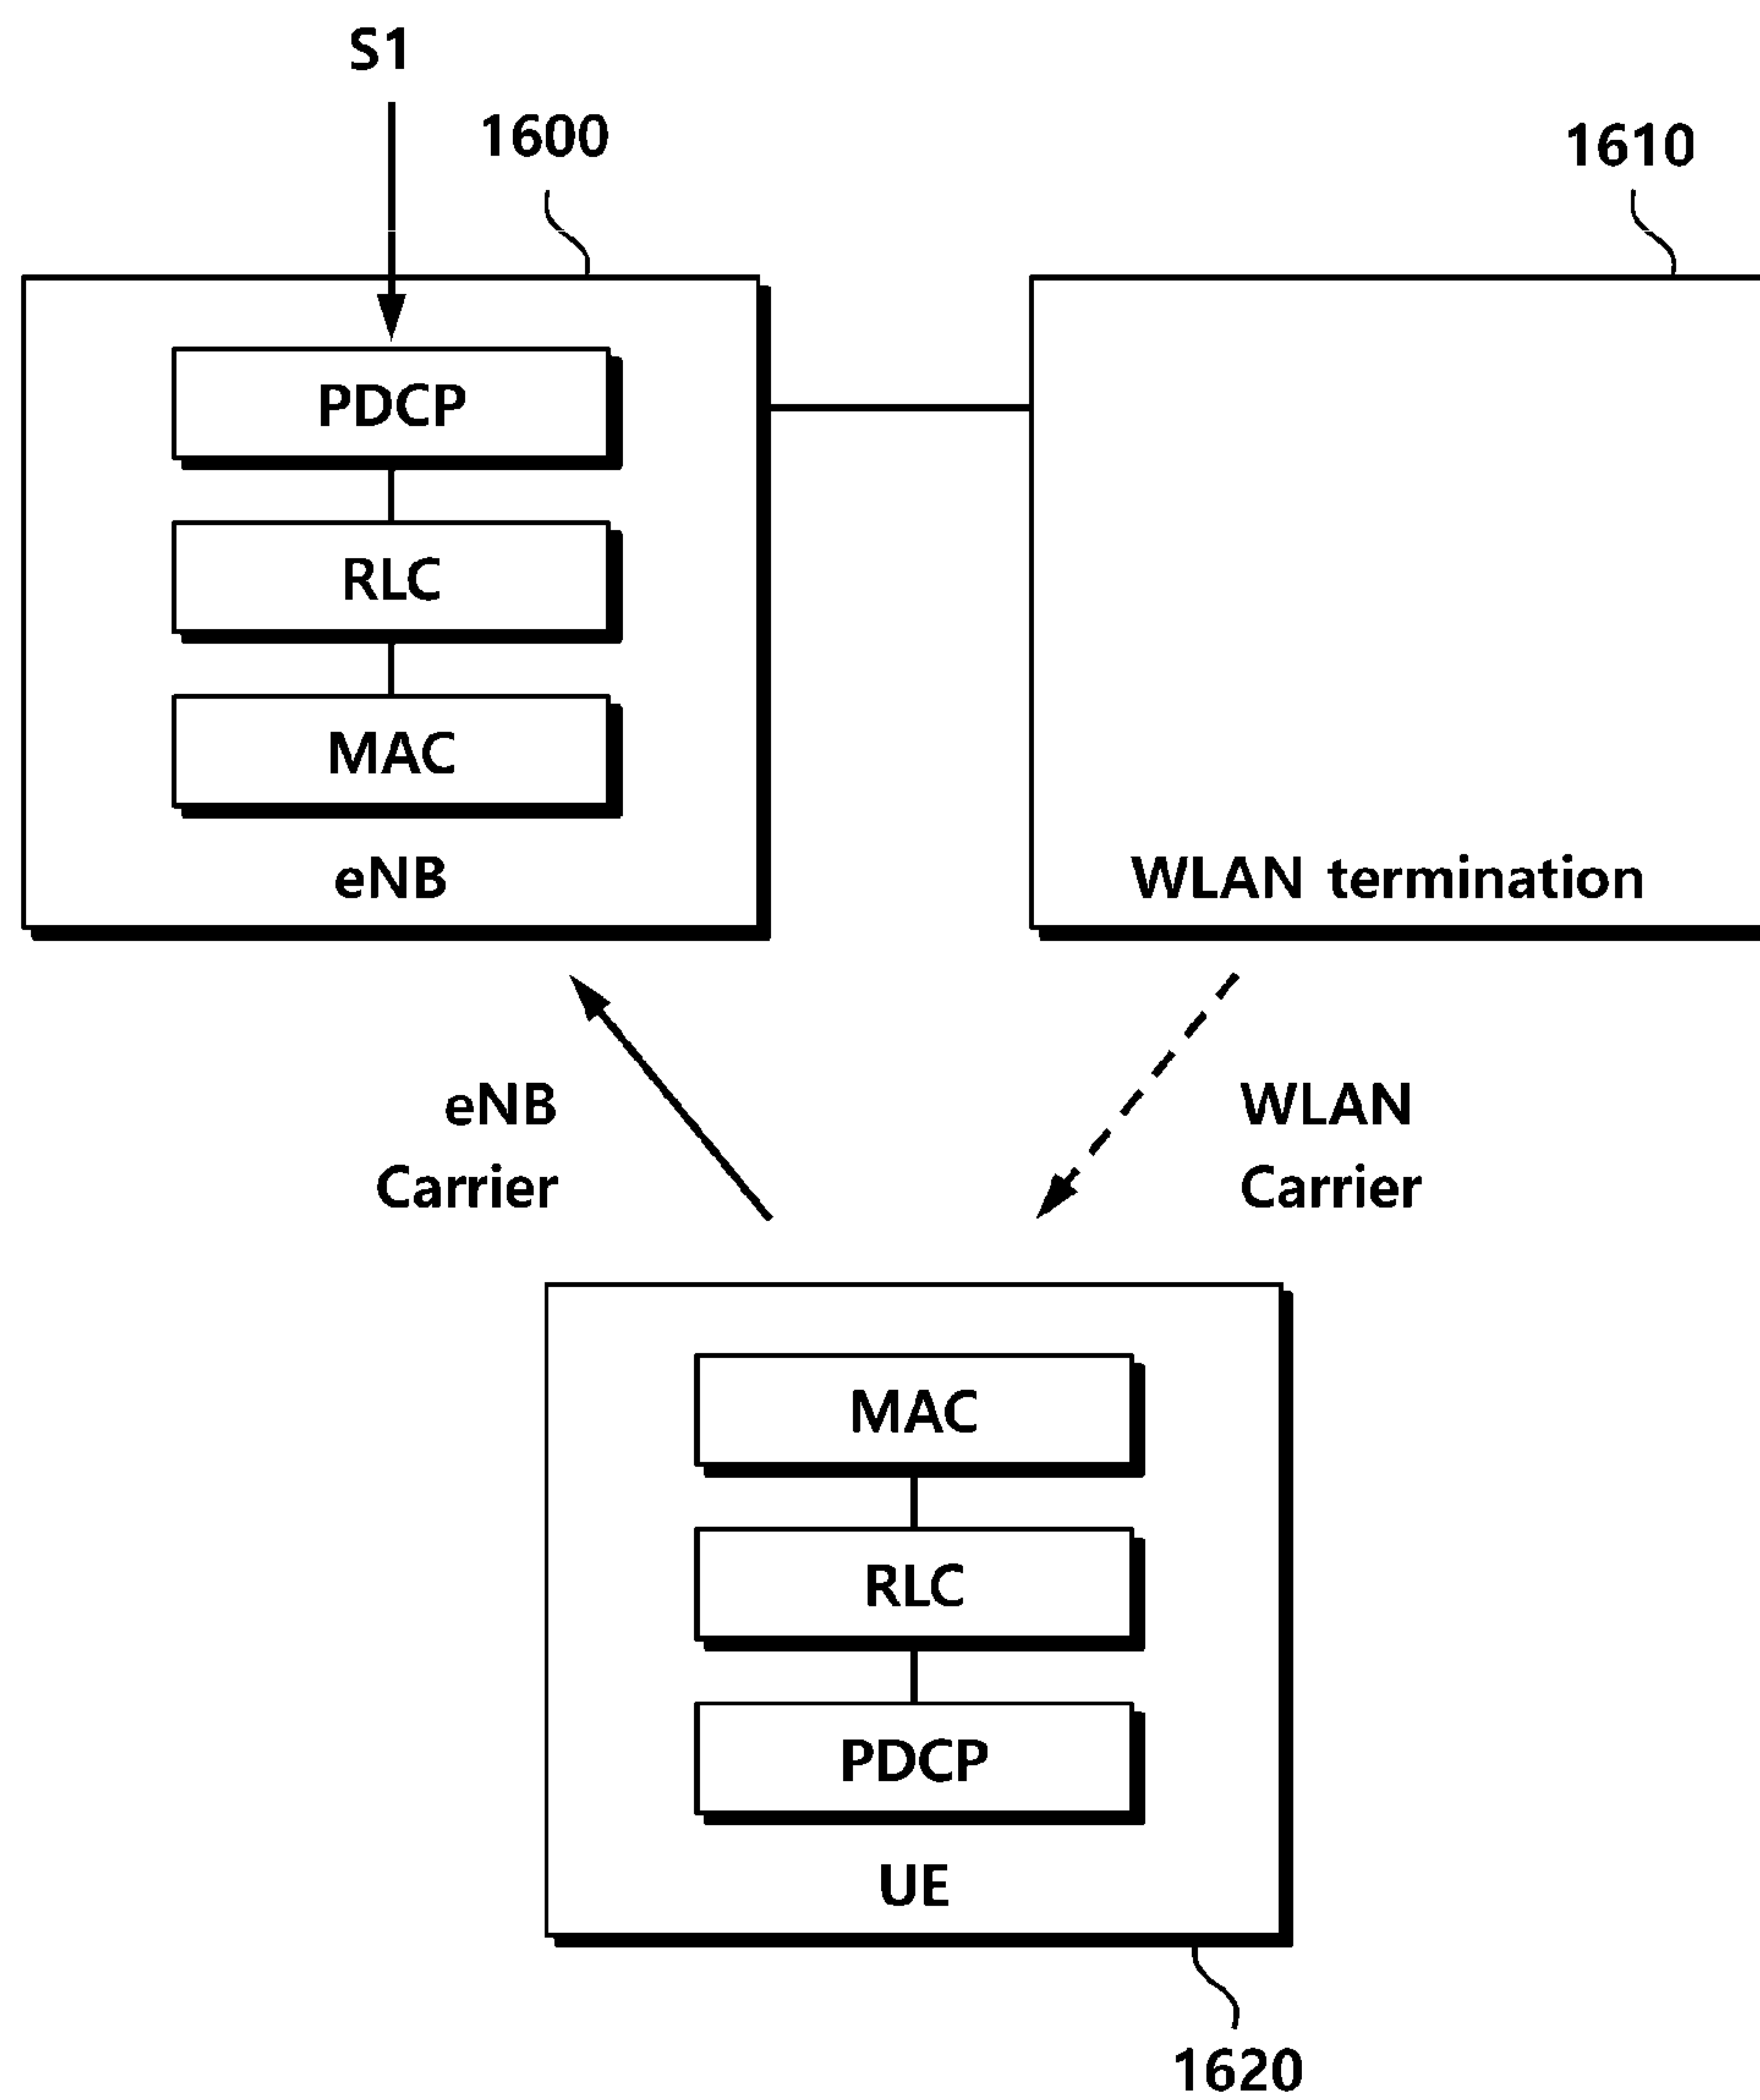 S1
1600
1610
PDCP
RLC
MAC
eNB
WLAN termination
eNB
Carrier
WLAN
Carrier
MAC
RLC
PDCP
UE
1620